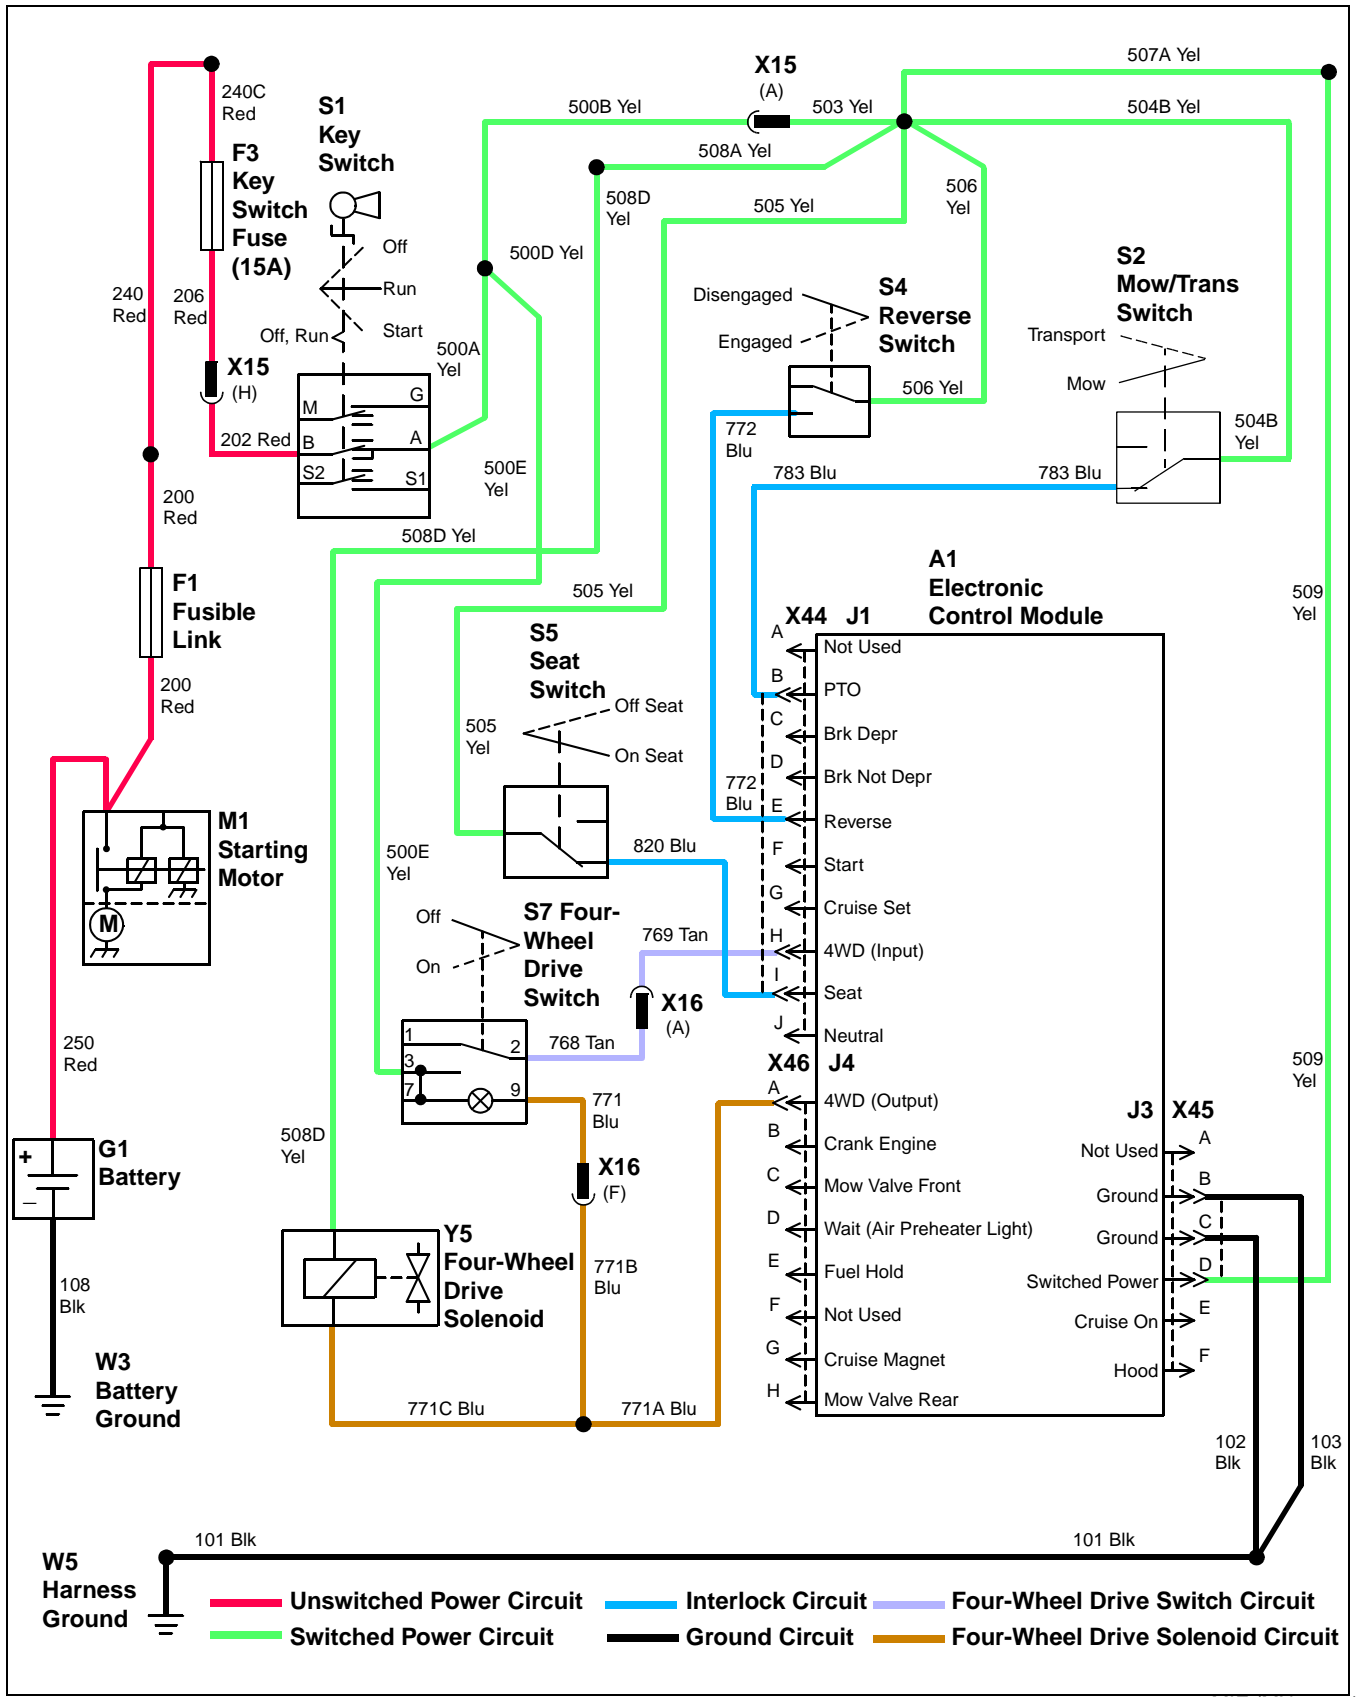 507A Yel
X15
(A)
500B Yel
503 Yel
504B Yel
240C
Red
S1
Key
Switch
F3
Key
Switch
Fuse
(15A)
508A Yel
508D
Yel
505 Yel
506
Yel
Off
Run
Start
Off, Run
500D Yel
S2
Mow/Trans
Switch
Transport
Mow
Disengaged
Engaged
S4
Reverse
Switch
240
Red
206
Red
X15
(H)
500A
Yel
506 Yel
202 Red
M
B
S2
G
A
S1
772
Blu
504B
Yel
783 Blu
783 Blu
500E
Yel
200
Red
508D Yel
A1
Electronic
Control Module
F1
Fusible
Link
505 Yel
509
Yel
X44 J1
S5
Seat
Switch
200
Red
Off Seat
On Seat
505
Yel
A
Not Used
B
PTO
C
Brk Depr
D
Brk Not Depr
772
Blu
E
Reverse
F
Start
G
Cruise Set
H
4WD (Input)
I
Seat
J
Neutral
M1
Starting
Motor
M
820 Blu
500E
Yel
Off
On
S7 Four-
Wheel
Drive
Switch
769 Tan
X16
(A)
768 Tan
1
2
3
7
9
250
Red
X46 J4
A
4WD (Output)
B
Crank Engine
C
Mow Valve Front
D
Wait (Air Preheater Light)
E
Fuel Hold
F
Not Used
G
Cruise Magnet
H
Mow Valve Rear
509
Yel
J3 X45
Not Used
A
Ground
B
Ground
C
Switched Power
D
Cruise On
E
Hood
F
771
Blu
X16
(F)
508D
Yel
G1
Battery
+
–
Y5
Four-Wheel
Drive
Solenoid
771B
Blu
108
Blk
W3
Battery
Ground
771C Blu
771A Blu
102
Blk
103
Blk
101 Blk
101 Blk
W5
Harness
Ground
Unswitched Power Circuit
Interlock Circuit
Four-Wheel Drive Switch Circuit
Switched Power Circuit
Ground Circuit
Four-Wheel Drive Solenoid Circuit